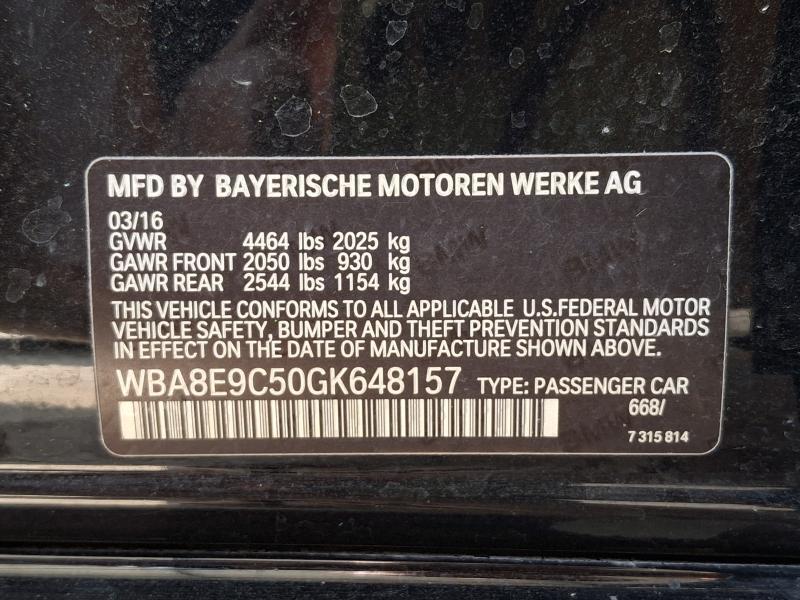 MFD BY BAYERISCHE MOTOREN WERKE AG
03/16
GVWR 4464 lbs 2025 kg
GAWR FRONT 2050 lbs 930 kg
GAWR REAR 2544 lbs 1154 kg
THIS VEHICLE CONFORMS TO ALL APPLICABLE U.S.FEDERAL MOTOR
VEHICLE SAFETY, BUMPER AND THEFT PREVENTION STANDARDS
IN EFFECT ON THE DATE OF MANUFACTURE SHOWN ABOVE.
WBA8E9C50GK648157 TYPE: PASSENGER CAR
668/
7 315 814